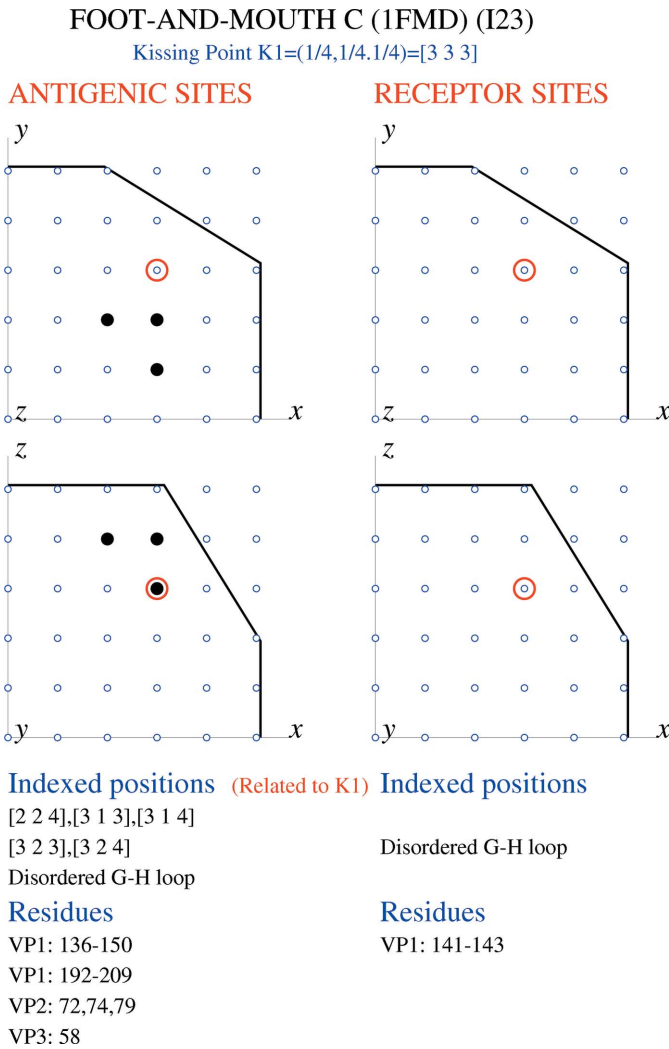 FOOT-AND-MOUTH C (1FMD) (I23)
Kissing Point K1=(1/4,1/4.1/4)=[3 3 3]
ANTIGENIC SITES
RECEPTOR SITES
y
y
z
x
z
x
z
z
y
x
y
x
Indexed positions (Related to K1) Indexed positions
[2 2 4],[3 1 3],[3 1 4]
[3 2 3],[3 2 4]
Disordered G-H loop
Disordered G-H loop
Residues
VP1: 136-150
VP1: 192-209
VP2: 72,74,79
VP3: 58
Residues
VP1: 141-143